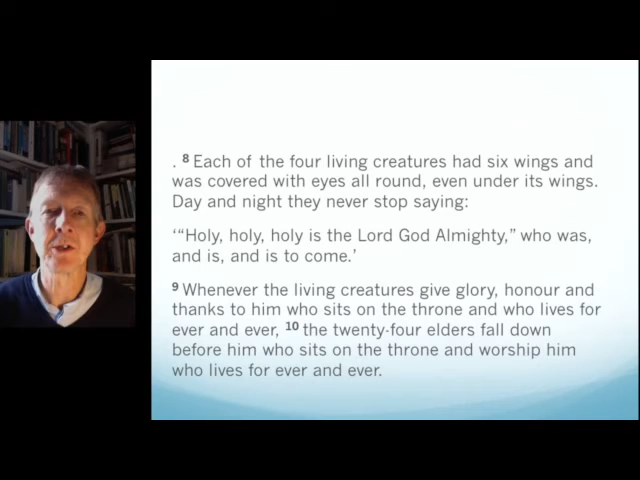 . 8 Each of the four living creatures had six wings and
was covered with eyes all round, even under its wings.
Day and night they never stop saying:
‘“Holy, holy, holy is the Lord God Almighty,” who was,
and is, and is to come.’
9 Whenever the living creatures give glory, honour and
thanks to him who sits on the throne and who lives for
ever and ever, 10 the twenty-four elders fall down
before him who sits on the throne and worship him
who lives for ever and ever.